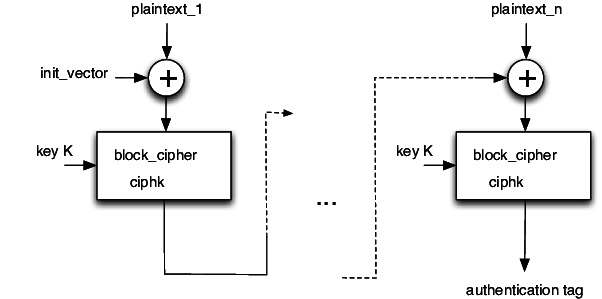 plaintext_1
plaintext_n
init_vector
+
+
key K
block_cipher
ciphk
...
key K
block_cipher
ciphk
authentication tag